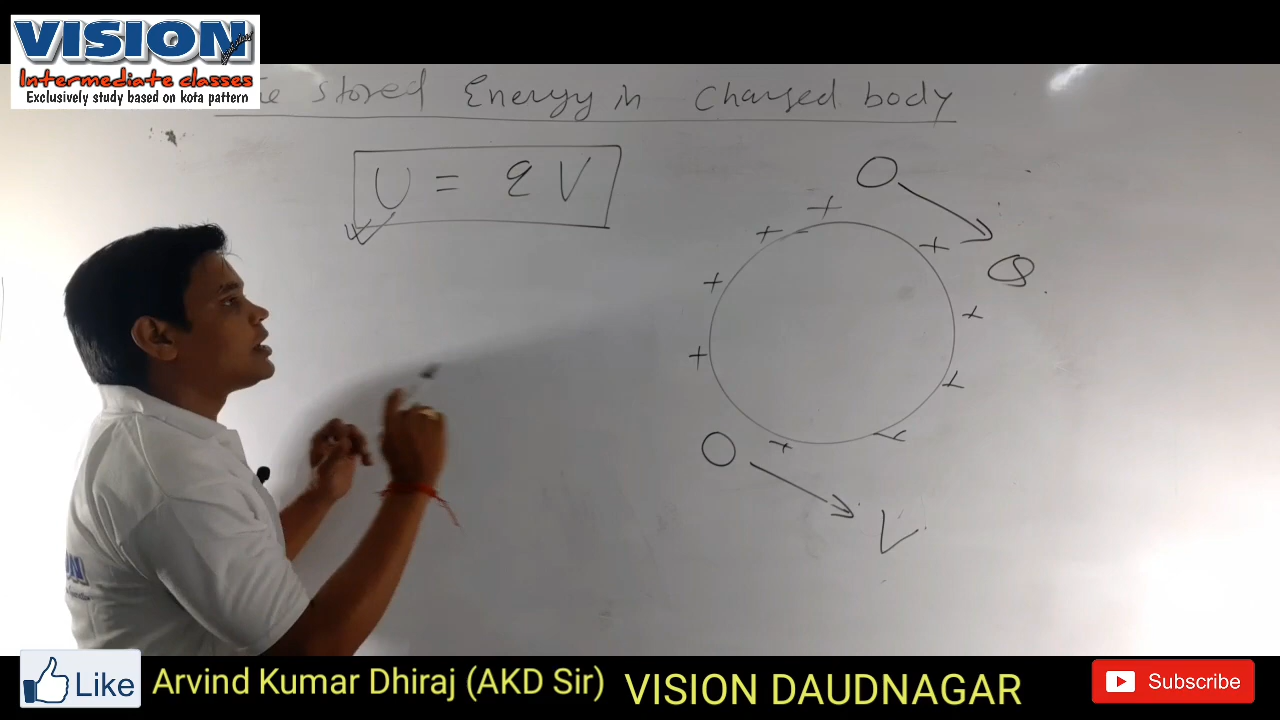 VISION
Intermediate classes
Exclusively study based on kota pattern
stored Energy in charged body
U = qV
O
+ + + + + + + + +
Q
O
V
Like
Arvind Kumar Dhiraj (AKD Sir)
VISION DAUDNAGAR
Subscribe